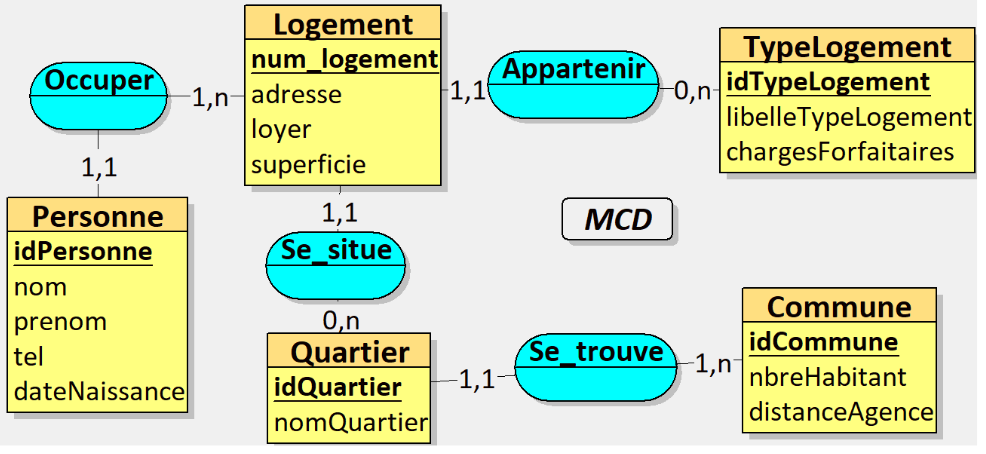 Logement
num_logement
adresse
loyer
superficie
Occuper
1,n
1,1
Appartenir
0,n
TypeLogement
idTypeLogement
libelleTypeLogement
chargesForfaitaires
1,1
Personne
idPersonne
nom
prenom
tel
dateNaissance
1,1
Se_situe
0,n
MCD
Quartier
idQuartier
nomQuartier
1,1
Se_trouve
1,n
Commune
idCommune
nbreHabitant
distanceAgence